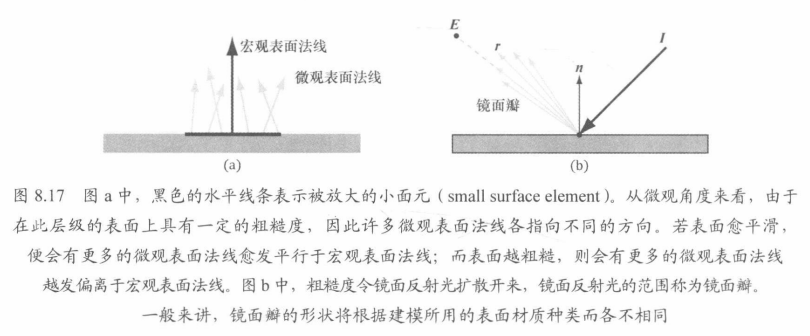 宏观表面法线
微观表面法线
(a)
E
r
I
n
镜面瓣
(b)
图 8.17 图 a 中，黑色的水平线条表示被放大的小面元（small surface element）。从微观角度来看，由于
在此层级的表面上具有一定的粗糙度，因此许多微观表面法线各指向不同的方向。若表面愈平滑，
便会有更多的微观表面法线愈发平行于宏观表面法线；而表面越粗糙，则会有更多的微观表面法线
越发偏离于宏观表面法线。图 b 中，粗糙度令镜面反射光扩散开来，镜面反射光的范围称为镜面瓣。
一般来讲，镜面瓣的形状将根据建模所用的表面材质种类而各不相同